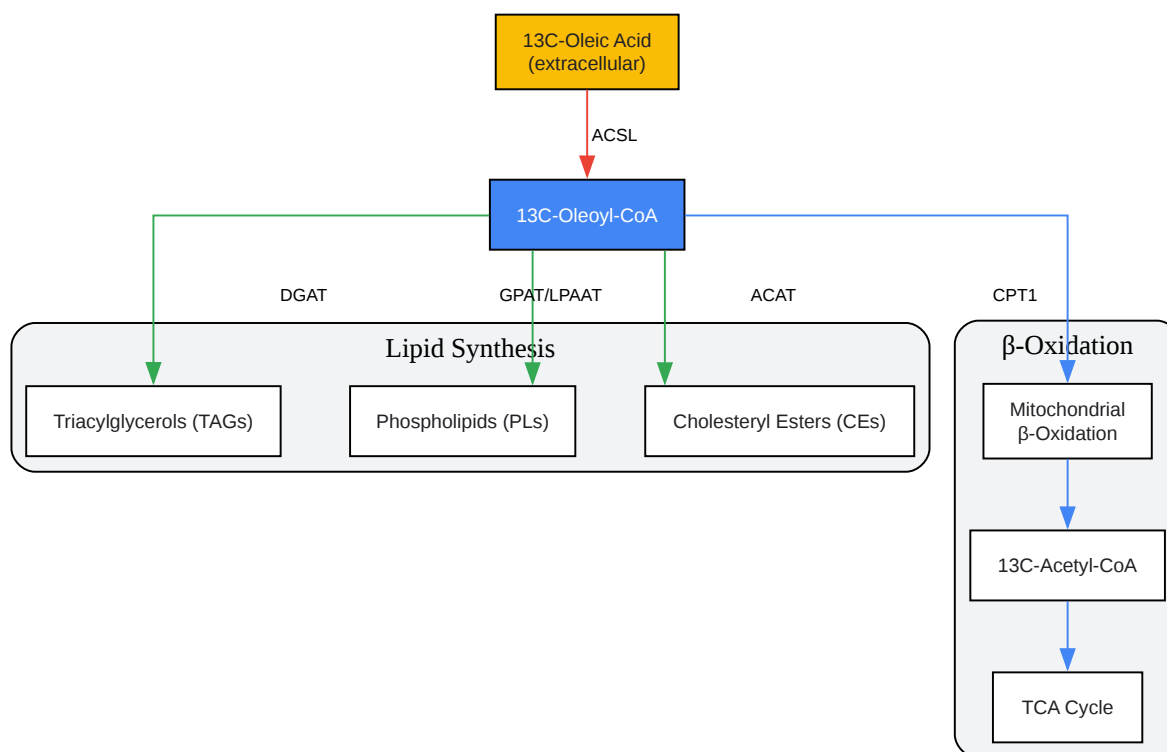 13C-Oleic Acid
(extracellular)
ACSL
13C-Oleoyl-CoA
DGAT
GPAT/LPAAT
ACAT
CPT1
Lipid Synthesis
β-Oxidation
Triacylglycerols (TAGs)
Phospholipids (PLs)
Cholesteryl Esters (CEs)
Mitochondrial
β-Oxidation
13C-Acetyl-CoA
TCA Cycle